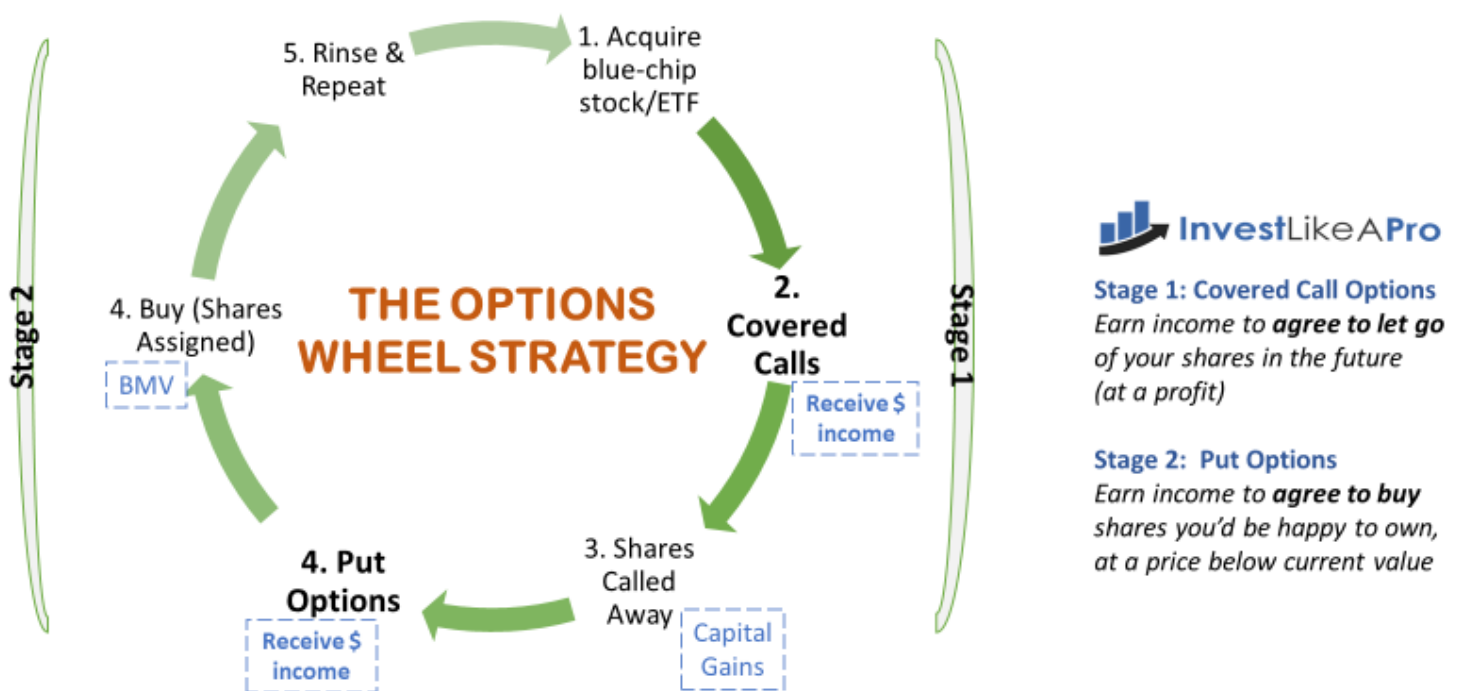 5. Rinse &
Repeat
1. Acquire
blue-chip
stock/ETF
2.
Covered
Calls
Receive $
income
3. Shares
Called
Away
Capital
Gains
4. Put
Options
Receive $
income
4. Buy (Shares
Assigned)
BMV
THE OPTIONS
WHEEL STRATEGY
Stage 2
Stage 1
InvestLikeAPro
Stage 1: Covered Call Options
Earn income to agree to let go
of your shares in the future
(at a profit)
Stage 2:  Put Options
Earn income to agree to buy
shares you’d be happy to own,
at a price below current value